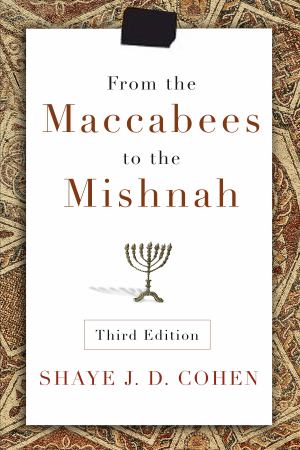 From the
Maccabees
to the
Mishnah
Third Edition
SHAYE J. D. COHEN